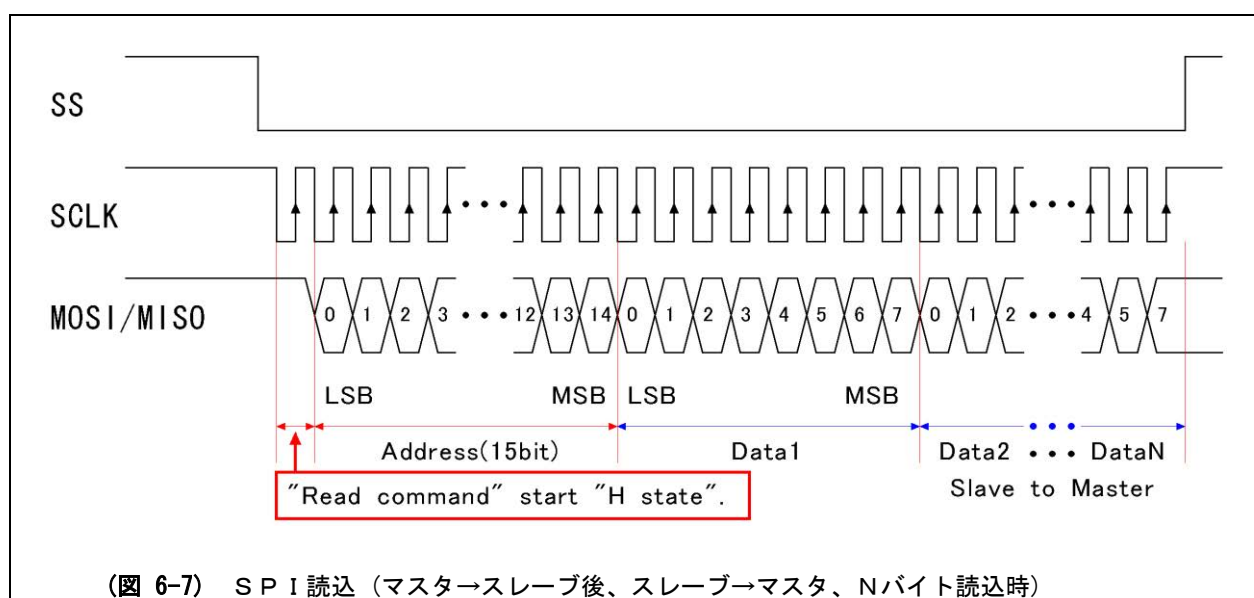 SS
SCLK
MOSI/MISO
0 1 2 3 ••• 12 13 14 0 1 2 3 4 5 6 7 0 1 2 ••• 4 5 7
LSB MSB LSB MSB
Address(15bit) Data1 Data2 ••• DataN
"Read command" start "H state".
Slave to Master
(図 6-7) ＳＰＩ読込（マスタ→スレーブ後、スレーブ→マスタ、Ｎバイト読込時）